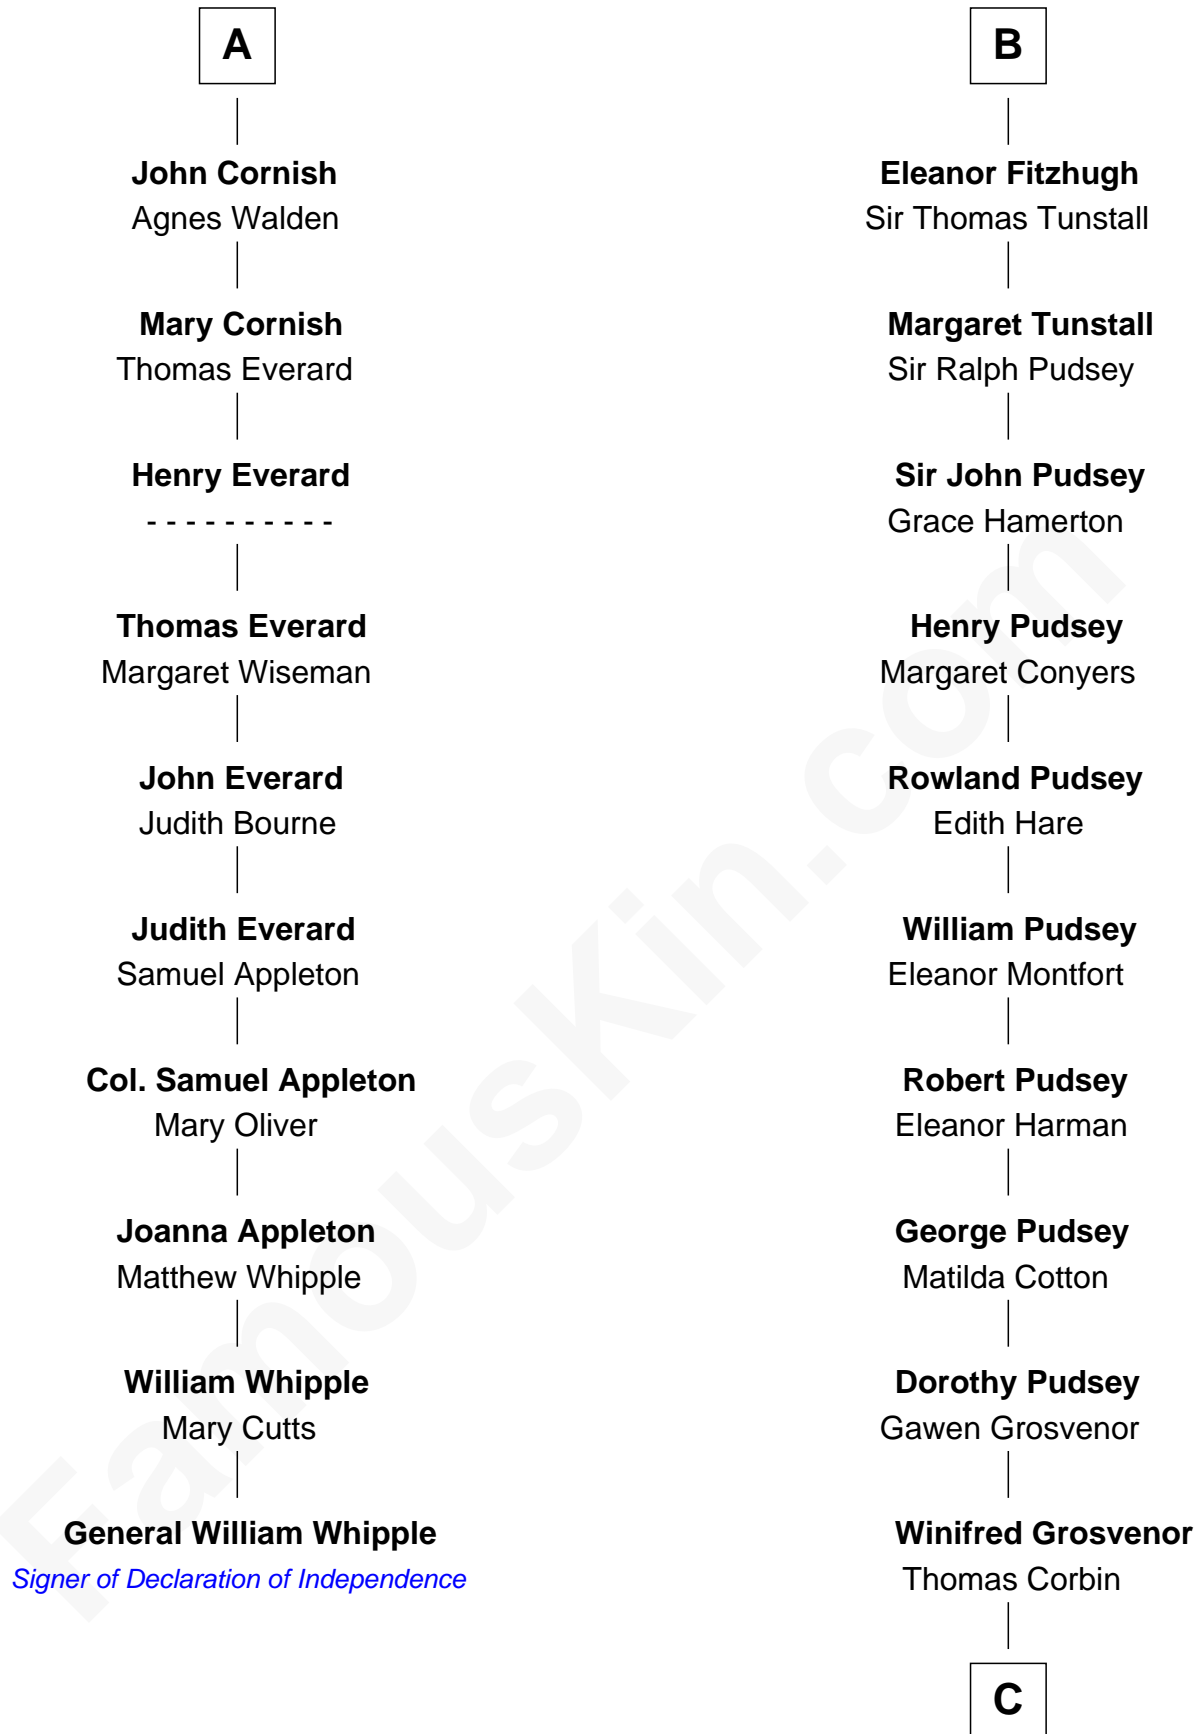 A
John Cornish
Agnes Walden
Mary Cornish
Thomas Everard
Henry Everard
- - - - - - - - - -
Thomas Everard
Margaret Wiseman
John Everard
Judith Bourne
Judith Everard
Samuel Appleton
Col. Samuel Appleton
Mary Oliver
Joanna Appleton
Matthew Whipple
William Whipple
Mary Cutts
General William Whipple
Signer of Declaration of Independence
B
Eleanor Fitzhugh
Sir Thomas Tunstall
Margaret Tunstall
Sir Ralph Pudsey
Sir John Pudsey
Grace Hamerton
Henry Pudsey
Margaret Conyers
Rowland Pudsey
Edith Hare
William Pudsey
Eleanor Montfort
Robert Pudsey
Eleanor Harman
George Pudsey
Matilda Cotton
Dorothy Pudsey
Gawen Grosvenor
Winifred Grosvenor
Thomas Corbin
C
FamousKin.com